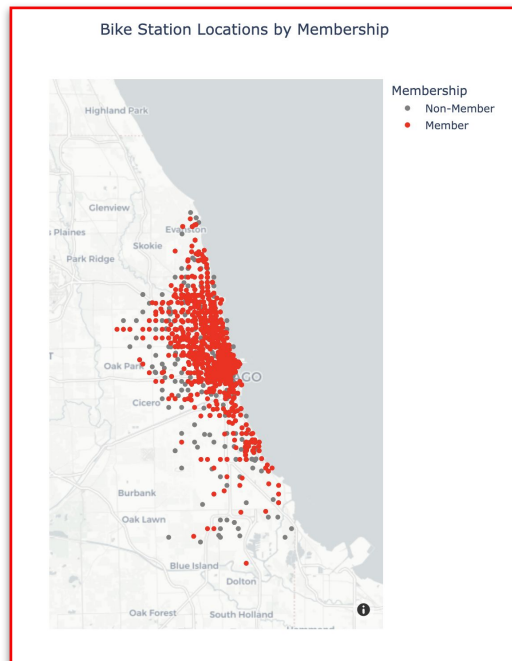 Bike Station Locations by Membership
Membership
Non-Member
Member
Highland Park
Glenview
Evanston
s Plaines
Skokie
Park Ridge
T
Oak Park
AGO
Cicero
Burbank
Oak Lawn
Blue Island
Dolton
Oak Forest
South Holland
i